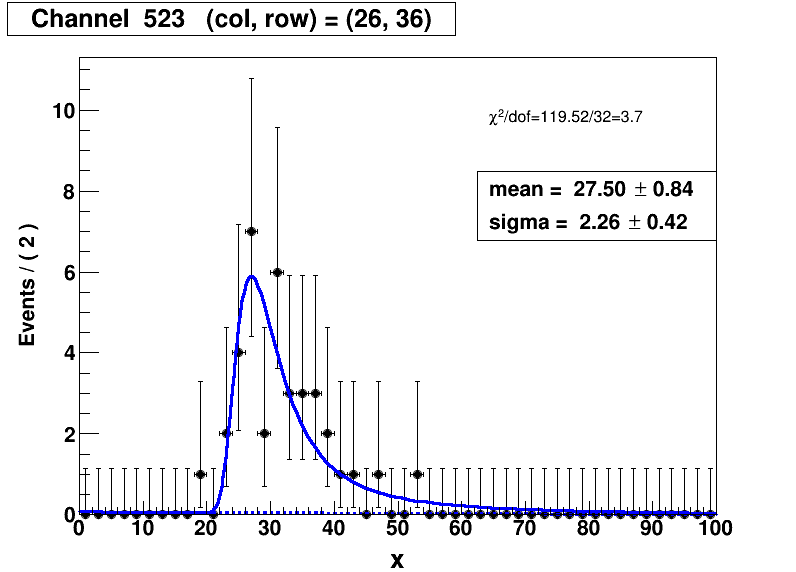 Channel 523 (col, row) = (26, 36)
χ²/dof=119.52/32=3.7
mean = 27.50 ± 0.84
sigma = 2.26 ± 0.42
Events / ( 2 )
10
8
6
4
2
0
0 10 20 30 40 50 60 70 80 90 100
x